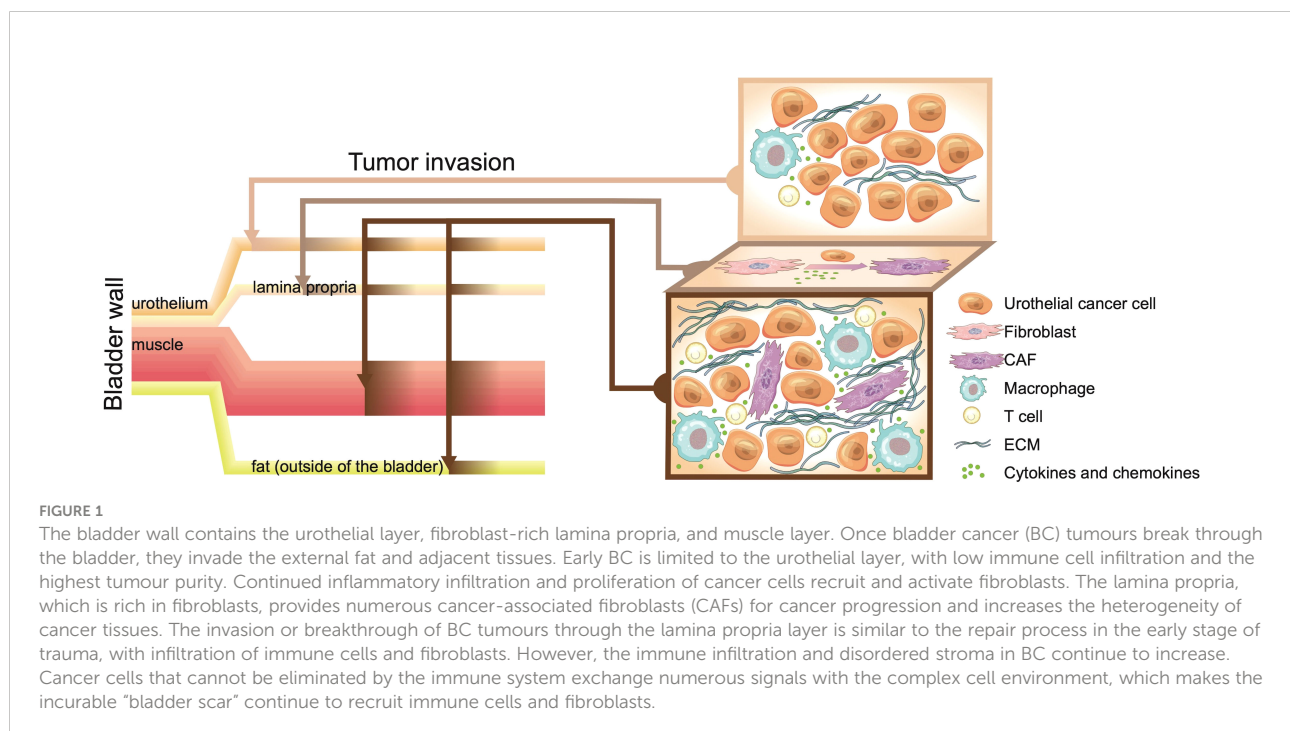 Tumor invasion
Bladder wall
urothelium
lamina propria
muscle
fat (outside of the bladder)
Urothelial cancer cell
Fibroblast
CAF
Macrophage
T cell
ECM
Cytokines and chemokines
FIGURE 1
The bladder wall contains the urothelial layer, fibroblast-rich lamina propria, and muscle layer. Once bladder cancer (BC) tumours break through
the bladder, they invade the external fat and adjacent tissues. Early BC is limited to the urothelial layer, with low immune cell infiltration and the
highest tumour purity. Continued inflammatory infiltration and proliferation of cancer cells recruit and activate fibroblasts. The lamina propria,
which is rich in fibroblasts, provides numerous cancer-associated fibroblasts (CAFs) for cancer progression and increases the heterogeneity of
cancer tissues. The invasion or breakthrough of BC tumours through the lamina propria layer is similar to the repair process in the early stage of
trauma, with infiltration of immune cells and fibroblasts. However, the immune infiltration and disordered stroma in BC continue to increase.
Cancer cells that cannot be eliminated by the immune system exchange numerous signals with the complex cell environment, which makes the
incurable “bladder scar” continue to recruit immune cells and fibroblasts.